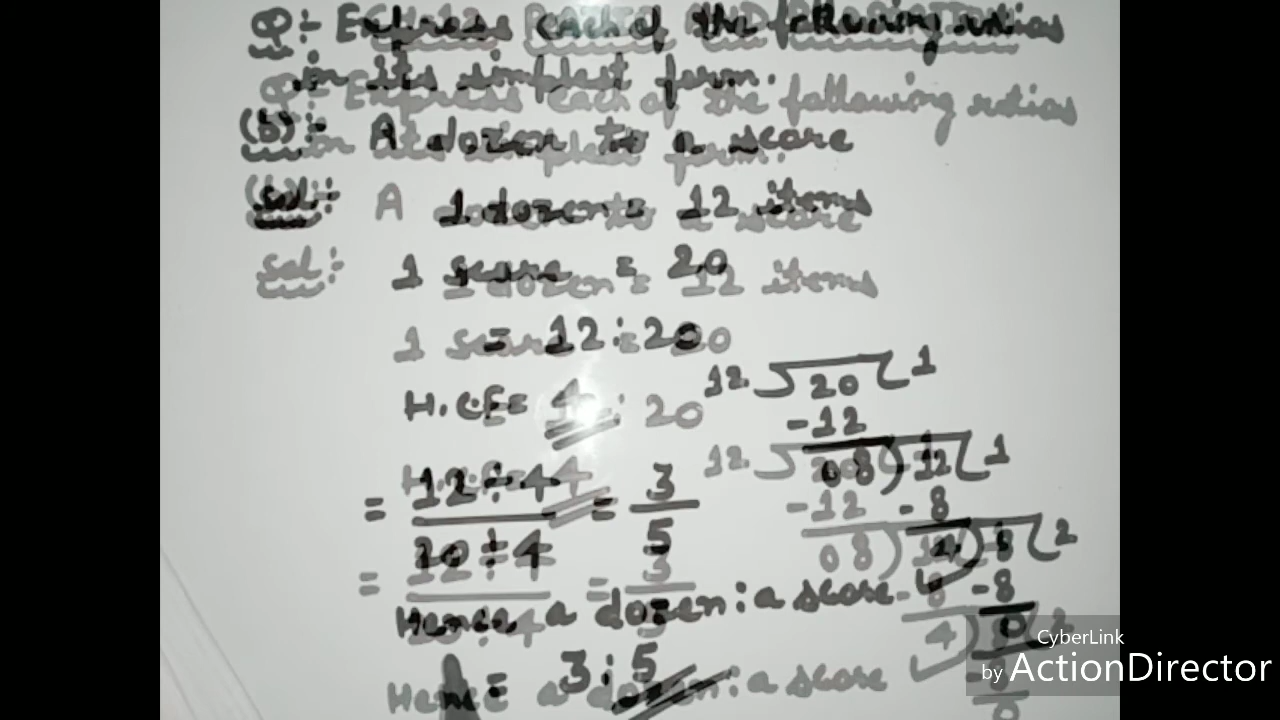 Q:- Express each of the following ratios
in its simplest form.
(b):- A dozen to a score
Sol:- 1 dozen = 12 items
1 score = 20
= 12 : 20
H.C.F = 4
12 ) 20 ( 1
- 12
08 ) 12 ( 1
- 8
4 ) 8 ( 2
- 8
0
= 12 ÷ 4 / 20 ÷ 4 = 3 / 5
Hence a dozen : a score
= 3 : 5
CyberLink
by ActionDirector